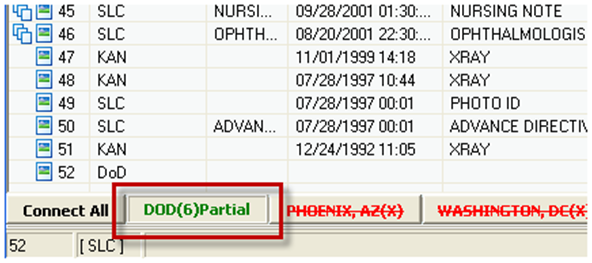 45 SLC NURSI... 09/28/2001 01:30:... NURSING NOTE
46 SLC OPHTH... 08/20/2001 22:30:... OPHTHALMOLOGIS
47 KAN 11/01/1999 14:18 XRAY
48 KAN 07/28/1997 10:44 XRAY
49 SLC 07/28/1997 00:01 PHOTO ID
50 SLC ADVAN... 07/28/1997 00:01 ADVANCE DIRECTIV
51 KAN 12/24/1992 11:05 XRAY
52 DoD
Connect All DOD(6)Partial PHOENIX, AZ(X) WASHINGTON, DC(X
52 [ SLC ]